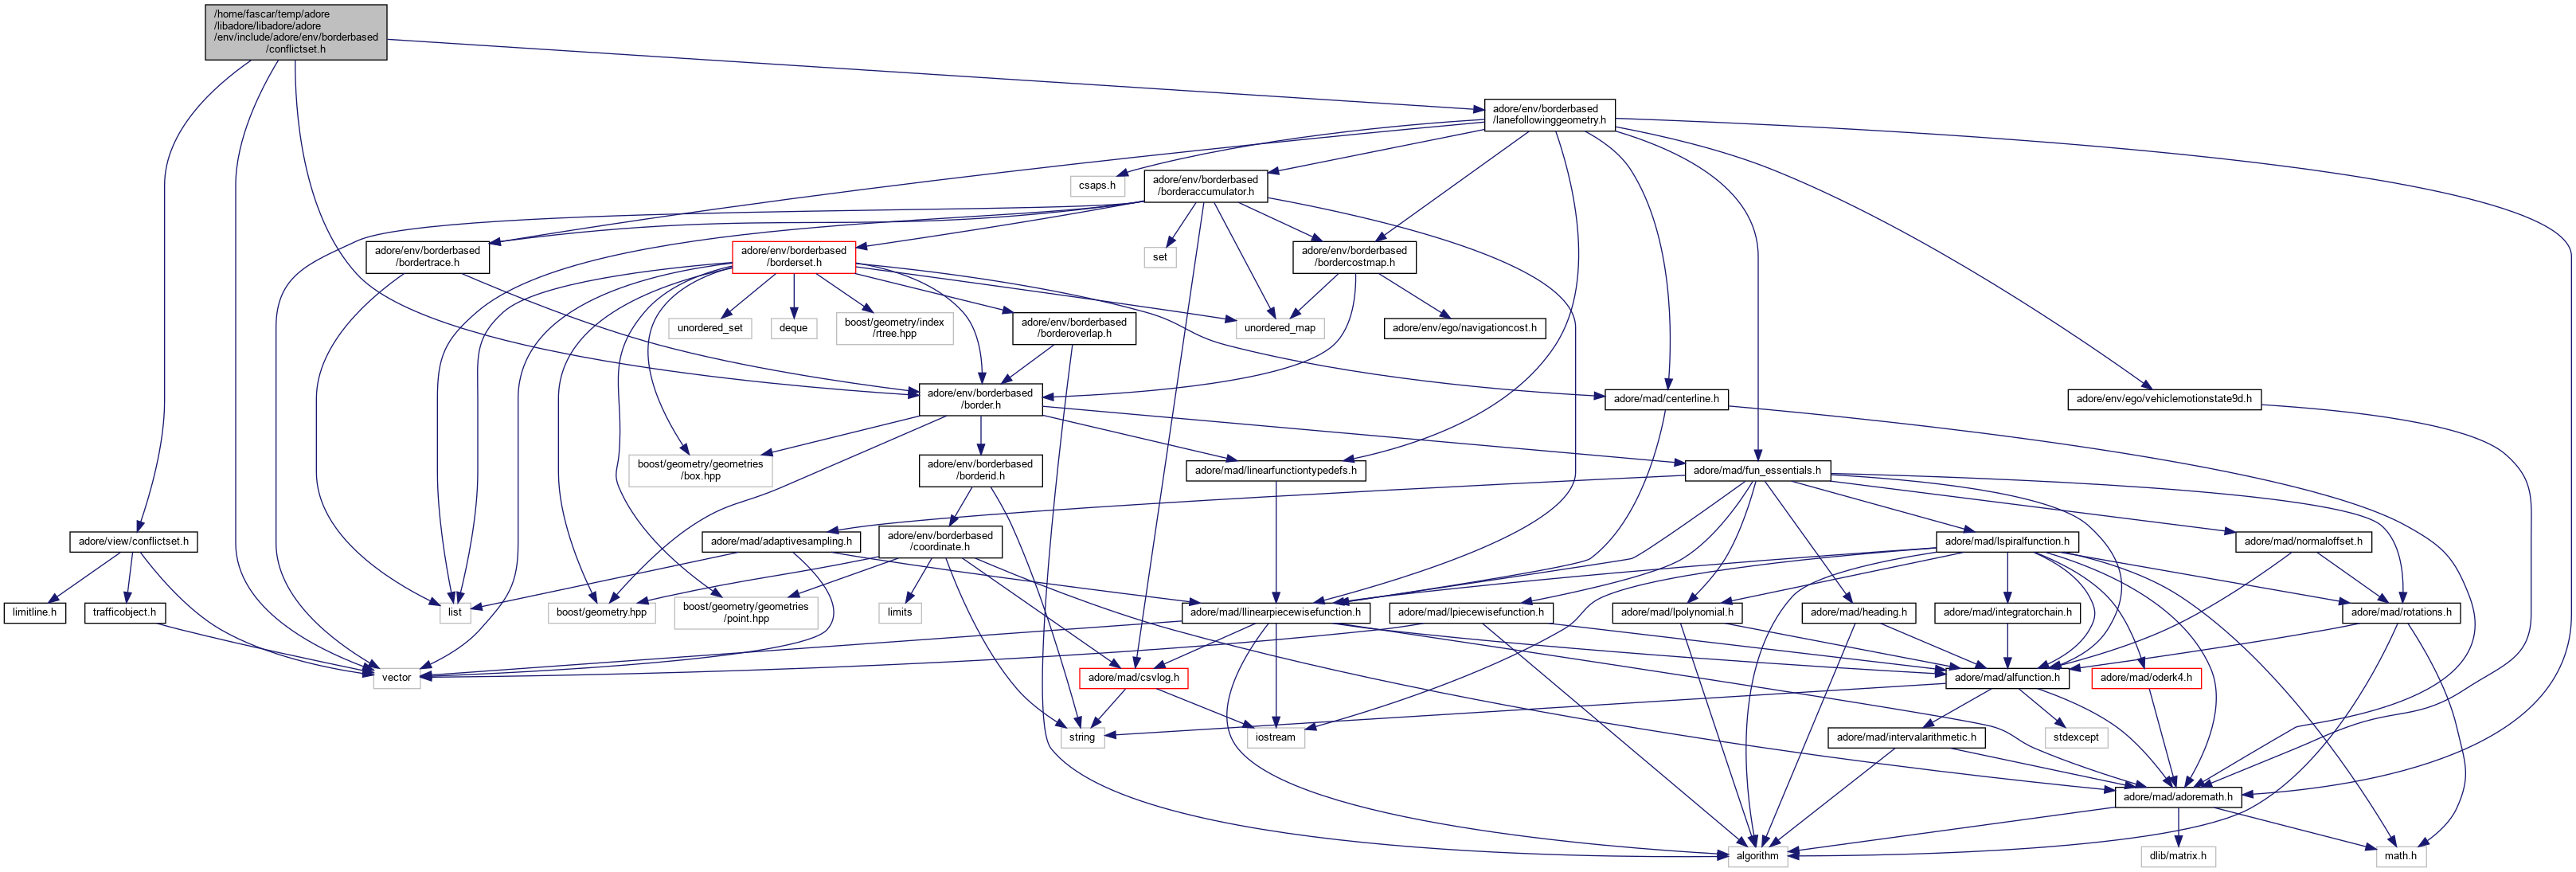 /home/fascar/temp/adore
/libadore/libadore/adore
/env/include/adore/env/borderbased
/conflictset.h
adore/env/borderbased
/lanefollowinggeometry.h
csaps.h
adore/env/borderbased
/borderaccumulator.h
adore/env/borderbased
/bordertrace.h
adore/env/borderbased
/borderset.h
set
adore/env/borderbased
/bordercostmap.h
unordered_set
deque
boost/geometry/index
/rtree.hpp
adore/env/borderbased
/borderoverlap.h
unordered_map
adore/env/ego/navigationcost.h
adore/env/borderbased
/border.h
adore/mad/centerline.h
adore/env/ego/vehiclemotionstate9d.h
boost/geometry/geometries
/box.hpp
adore/env/borderbased
/borderid.h
adore/mad/linearfunctiontypedefs.h
adore/mad/fun_essentials.h
adore/view/conflictset.h
adore/mad/adaptivesampling.h
adore/env/borderbased
/coordinate.h
adore/mad/lspiralfunction.h
adore/mad/normaloffset.h
limitline.h
trafficobject.h
list
boost/geometry.hpp
boost/geometry/geometries
/point.hpp
limits
adore/mad/llinearpiecewisefunction.h
adore/mad/lpiecewisefunction.h
adore/mad/lpolynomial.h
adore/mad/heading.h
adore/mad/integratorchain.h
adore/mad/rotations.h
vector
adore/mad/csvlog.h
adore/mad/alfunction.h
adore/mad/oderk4.h
string
iostream
adore/mad/intervalarithmetic.h
stdexcept
adore/mad/adoremath.h
algorithm
dlib/matrix.h
math.h